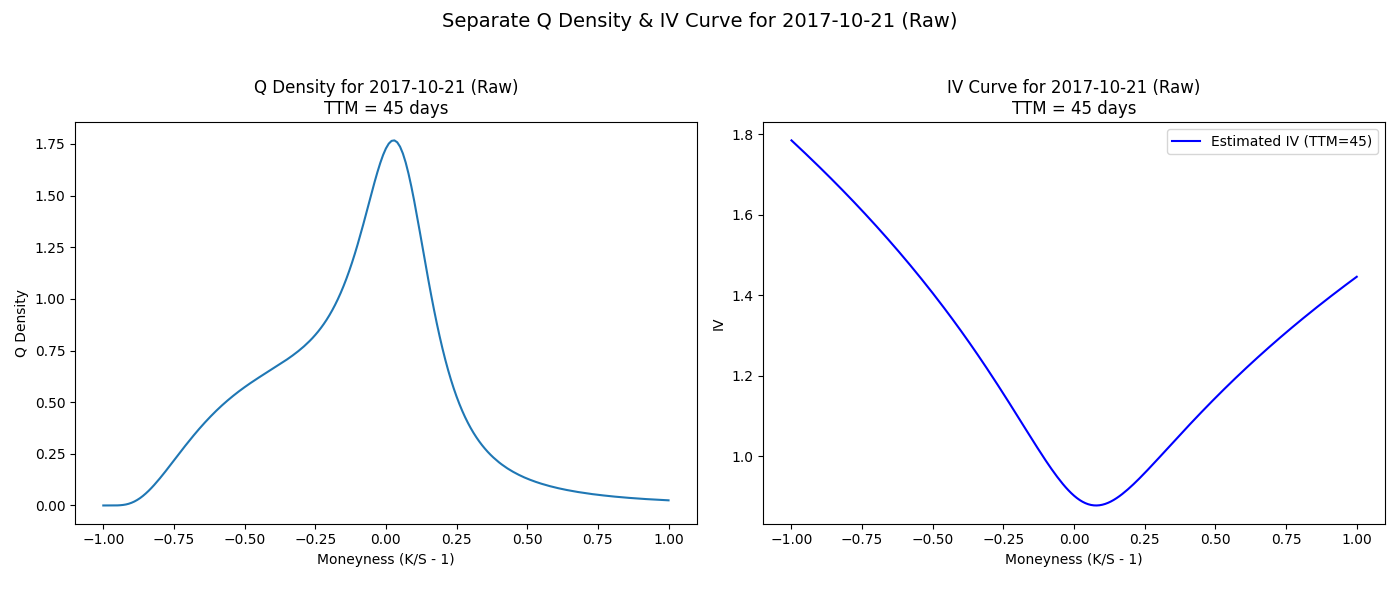 Separate Q Density & IV Curve for 2017-10-21 (Raw)
Q Density for 2017-10-21 (Raw)
TTM = 45 days
Q Density
1.75
1.50
1.25
1.00
0.75
0.50
0.25
0.00
−1.00 −0.75 −0.50 −0.25 0.00 0.25 0.50 0.75 1.00
Moneyness (K/S - 1)
IV Curve for 2017-10-21 (Raw)
TTM = 45 days
Estimated IV (TTM=45)
IV
1.8
1.6
1.4
1.2
1.0
−1.00 −0.75 −0.50 −0.25 0.00 0.25 0.50 0.75 1.00
Moneyness (K/S - 1)